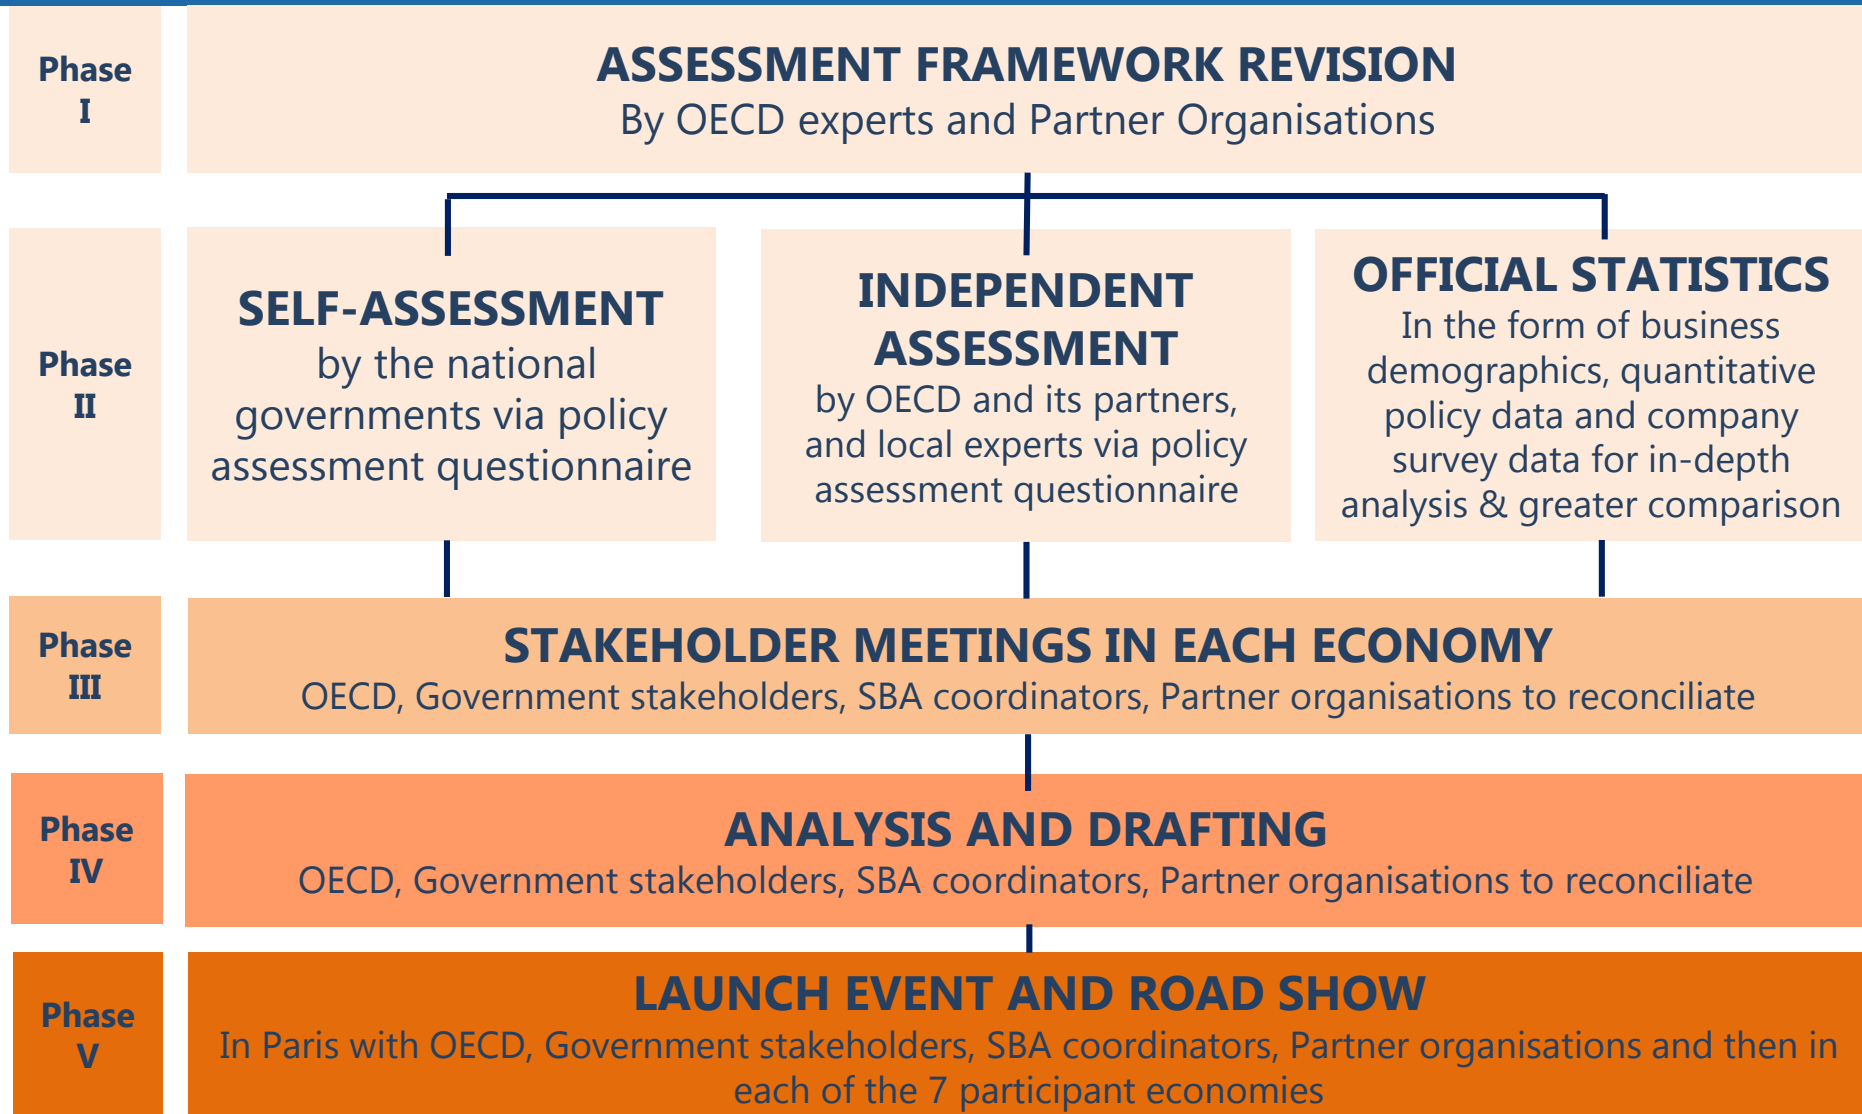 Phase
I
ASSESSMENT FRAMEWORK REVISION
By OECD experts and Partner Organisations
Phase
II
SELF-ASSESSMENT
by the national
governments via policy
assessment questionnaire
INDEPENDENT
ASSESSMENT
by OECD and its partners,
and local experts via policy
assessment questionnaire
OFFICIAL STATISTICS
In the form of business
demographics, quantitative
policy data and company
survey data for in-depth
analysis & greater comparison
Phase
III
STAKEHOLDER MEETINGS IN EACH ECONOMY
OECD, Government stakeholders, SBA coordinators, Partner organisations to reconciliate
Phase
IV
ANALYSIS AND DRAFTING
OECD, Government stakeholders, SBA coordinators, Partner organisations to reconciliate
Phase
V
LAUNCH EVENT AND ROAD SHOW
In Paris with OECD, Government stakeholders, SBA coordinators, Partner organisations and then in
each of the 7 participant economies